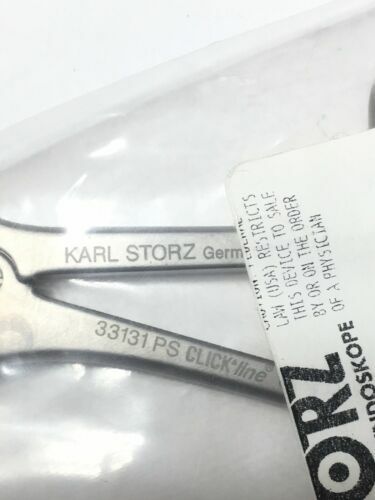 KARL STORZ Germ
33131 PS CLICK'line
LAW (USA) RESTRICTS
THIS DEVICE TO SALE
BY OR ON THE ORDER
OF A PHYSICIAN
ORZ
NDOSKOPE